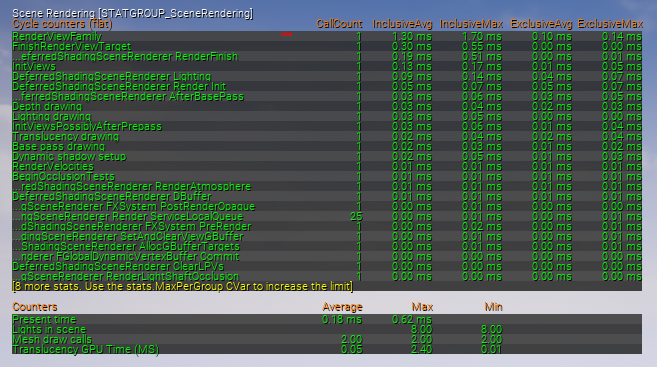 Scene Rendering [STATGROUP_SceneRendering]
Cycle counters (flat) CallCount InclusiveAvg InclusiveMax ExclusiveAvg ExclusiveMax
RenderViewFamily 1 1.30 ms 1.70 ms 0.10 ms 0.14 ms
FinishRenderViewTarget 1 0.30 ms 0.55 ms 0.00 ms 0.00 ms
...eferredShadingSceneRenderer RenderFinish 1 0.19 ms 0.51 ms 0.00 ms 0.01 ms
InitViews 1 0.13 ms 0.17 ms 0.01 ms 0.05 ms
DeferredShadingSceneRenderer Lighting 1 0.09 ms 0.14 ms 0.04 ms 0.07 ms
DeferredShadingSceneRenderer Render Init 1 0.05 ms 0.07 ms 0.05 ms 0.07 ms
...ferredShadingSceneRenderer AfterBasePass 1 0.03 ms 0.06 ms 0.03 ms 0.05 ms
Depth drawing 1 0.03 ms 0.04 ms 0.02 ms 0.03 ms
Lighting drawing 1 0.03 ms 0.05 ms 0.00 ms 0.00 ms
InitViewsPossiblyAfterPrepass 1 0.03 ms 0.06 ms 0.01 ms 0.04 ms
Translucency drawing 1 0.02 ms 0.04 ms 0.02 ms 0.04 ms
Base pass drawing 1 0.02 ms 0.03 ms 0.01 ms 0.02 ms
Dynamic shadow setup 1 0.02 ms 0.05 ms 0.01 ms 0.03 ms
RenderVelocities 1 0.01 ms 0.01 ms 0.01 ms 0.01 ms
BeginOcclusionTests 1 0.01 ms 0.01 ms 0.01 ms 0.01 ms
...redShadingSceneRenderer RenderAtmosphere 1 0.01 ms 0.01 ms 0.01 ms 0.01 ms
DeferredShadingSceneRenderer DBuffer 1 0.01 ms 0.01 ms 0.01 ms 0.01 ms
...gSceneRenderer FXSystem PostRenderOpaque 1 0.00 ms 0.01 ms 0.00 ms 0.00 ms
...ngSceneRenderer Render ServiceLocalQueue 25 0.00 ms 0.01 ms 0.00 ms 0.01 ms
...dShadingSceneRenderer FXSystem PreRender 1 0.00 ms 0.02 ms 0.00 ms 0.01 ms
...dingSceneRenderer SetAndClearViewGBuffer 1 0.00 ms 0.01 ms 0.00 ms 0.01 ms
...ShadingSceneRenderer AllocGBufferTargets 1 0.00 ms 0.01 ms 0.00 ms 0.01 ms
...nderer FGlobalDynamicVertexBuffer Commit 1 0.00 ms 0.01 ms 0.00 ms 0.01 ms
DeferredShadingSceneRenderer ClearLPVs 1 0.00 ms 0.00 ms 0.00 ms 0.00 ms
...gSceneRenderer RenderLightShaftOcclusion 1 0.00 ms 0.00 ms 0.00 ms 0.00 ms
[8 more stats. Use the stats.MaxPerGroup CVar to increase the limit]
Counters Average Max Min
Present time 0.18 ms 0.62 ms
Lights in scene 8.00 8.00
Mesh draw calls 2.00 2.00 2.00
Translucency GPU Time (MS) 0.05 2.40 0.01